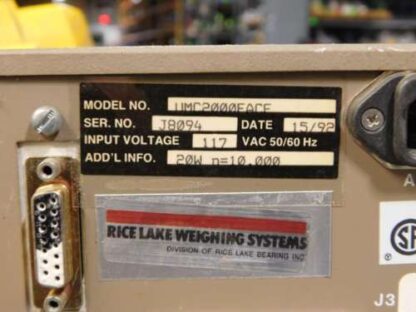 MODEL NO. UMC2000EACE
SER. NO. J8094 DATE 15/92
INPUT VOLTAGE 117 VAC 50/60 Hz
ADD'L INFO. 20W n=10,000
RICE LAKE WEIGHING SYSTEMS
DIVISION OF RICE LAKE BEARING INC
A
J3